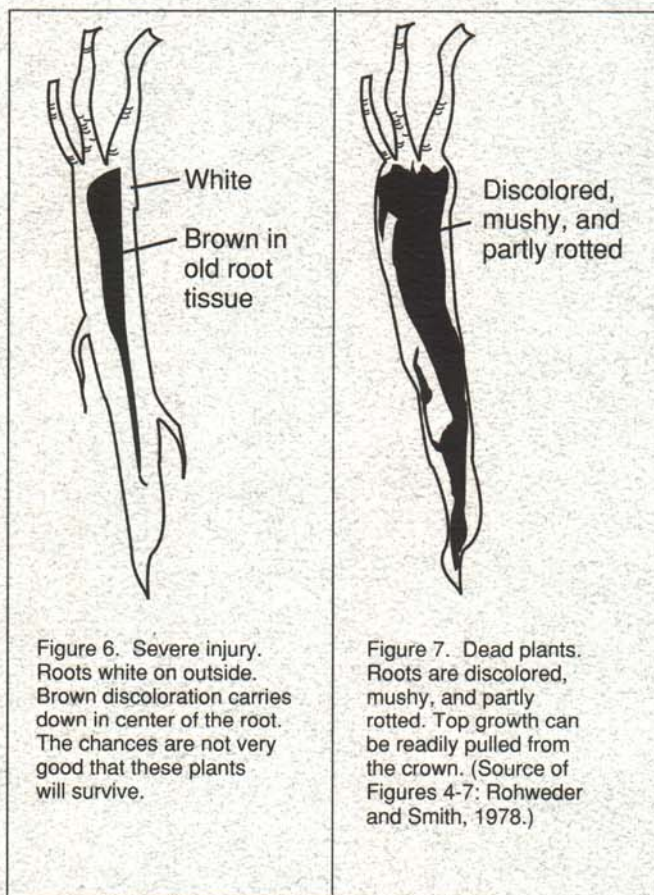 White
Brown in
old root
tissue
Figure 6. Severe injury.
Roots white on outside.
Brown discoloration carries
down in center of the root.
The chances are not very
good that these plants
will survive.
Discolored,
mushy, and
partly rotted
Figure 7. Dead plants.
Roots are discolored,
mushy, and partly
rotted. Top growth can
be readily pulled from
the crown. (Source of
Figures 4-7: Rohweder
and Smith, 1978.)